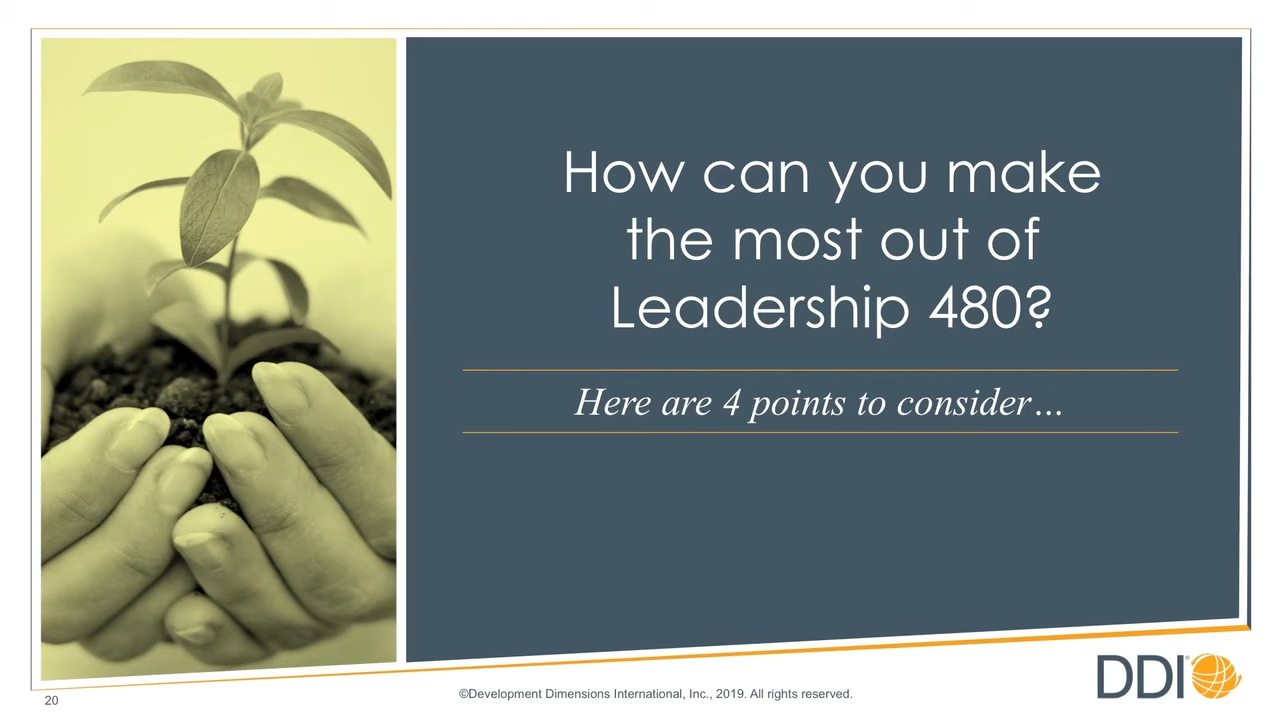 How can you make
the most out of
Leadership 480?
Here are 4 points to consider…
20
©Development Dimensions International, Inc., 2019. All rights reserved.
DDI®